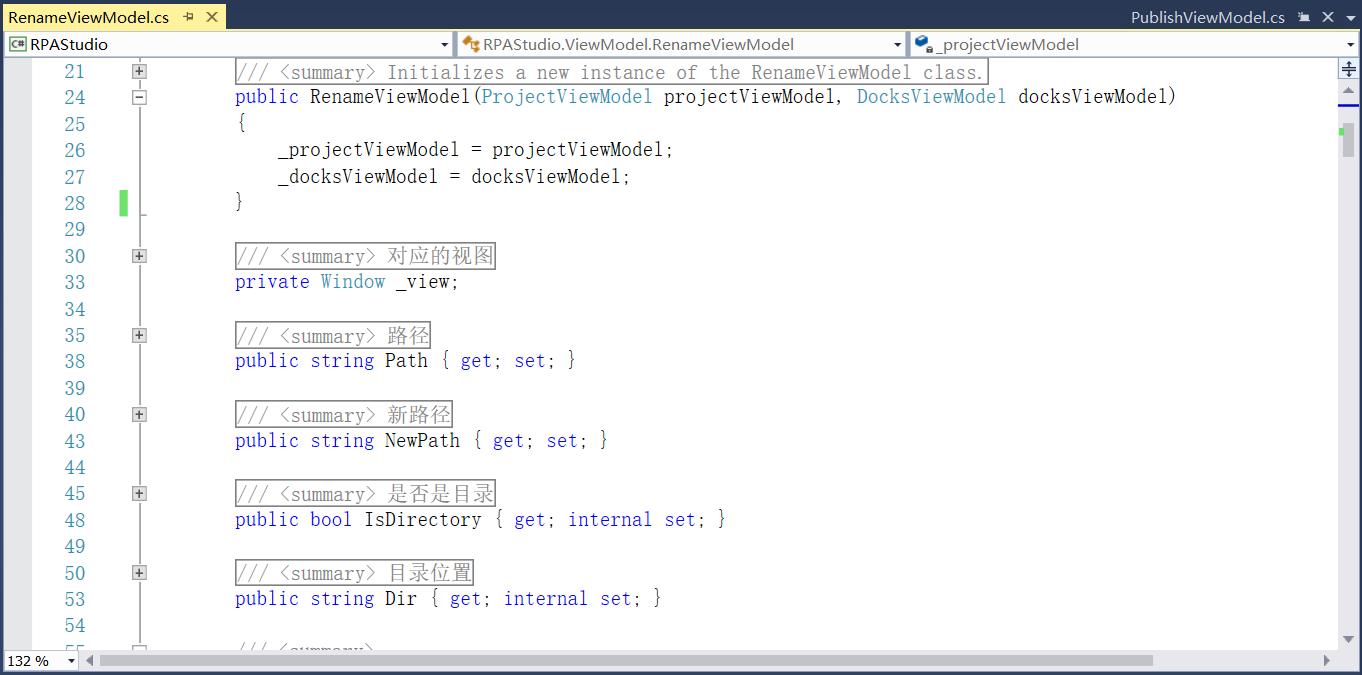 RenameViewModel.cs
PublishViewModel.cs
C# RPAStudio
RPAStudio.ViewModel.RenameViewModel
_projectViewModel
21 /// <summary> Initializes a new instance of the RenameViewModel class.
24 public RenameViewModel(ProjectViewModel projectViewModel, DocksViewModel docksViewModel)
25 {
26 _projectViewModel = projectViewModel;
27 _docksViewModel = docksViewModel;
28 }
29
30 /// <summary> 对应的视图
33 private Window _view;
34
35 /// <summary> 路径
38 public string Path { get; set; }
39
40 /// <summary> 新路径
43 public string NewPath { get; set; }
44
45 /// <summary> 是否是目录
48 public bool IsDirectory { get; internal set; }
49
50 /// <summary> 目录位置
53 public string Dir { get; internal set; }
54
55 /// <summary>
132 %